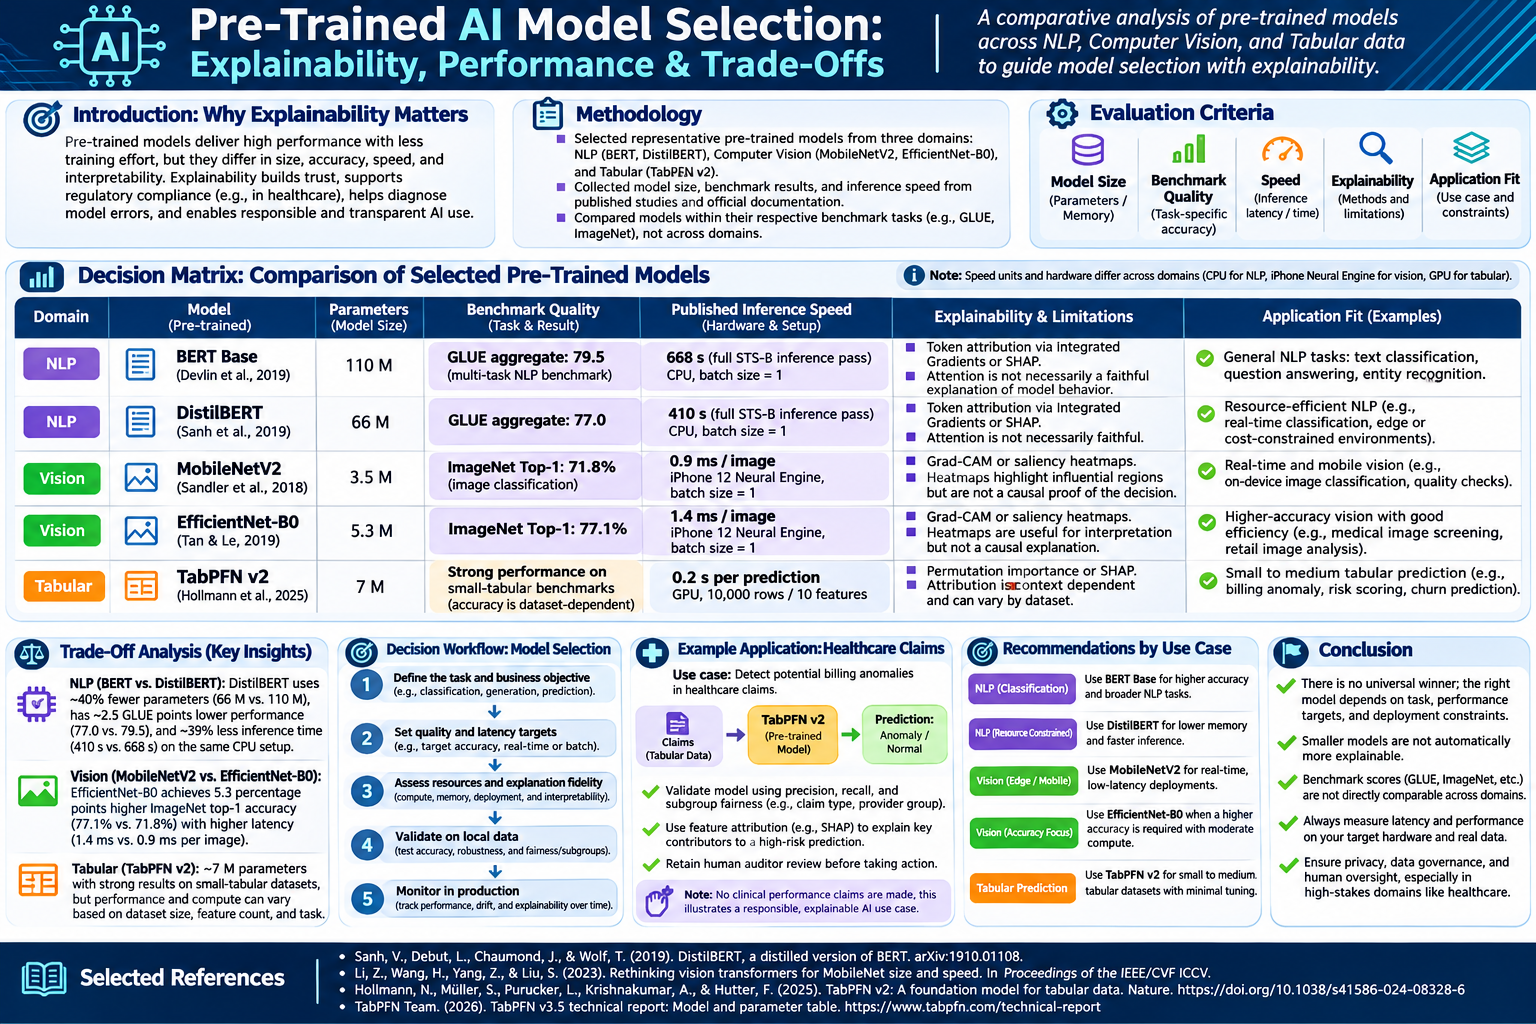 AI
Pre-Trained AI Model Selection:
Explainability, Performance & Trade-Offs
A comparative analysis of pre-trained models
across NLP, Computer Vision, and Tabular data
to guide model selection with explainability.
Introduction: Why Explainability Matters
Pre-trained models deliver high performance with less
training effort, but they differ in size, accuracy, speed, and
interpretability. Explainability builds trust, supports
regulatory compliance (e.g., in healthcare), helps diagnose
model errors, and enables responsible and transparent AI use.
Methodology
Selected representative pre-trained models from three domains:
NLP (BERT, DistilBERT), Computer Vision (MobileNetV2, EfficientNet-B0),
and Tabular (TabPFN v2).
Collected model size, benchmark results, and inference speed from
published studies and official documentation.
Compared models within their respective benchmark tasks (e.g., GLUE,
ImageNet), not across domains.
Evaluation Criteria
Model Size
(Parameters /
Memory)
Benchmark
Quality
(Task-specific
accuracy)
Speed
(Inference
latency / time)
Explainability
(Methods and
limitations)
Application Fit
(Use case and
constraints)
Decision Matrix: Comparison of Selected Pre-Trained Models
Note: Speed units and hardware differ across domains (CPU for NLP, iPhone Neural Engine for vision, GPU for tabular).
Domain
Model
(Pre-trained)
Parameters
(Model Size)
Benchmark Quality
(Task & Result)
Published Inference Speed
(Hardware & Setup)
Explainability & Limitations
Application Fit (Examples)
NLP
BERT Base
(Devlin et al., 2019)
110 M
GLUE aggregate: 79.5
(multi-task NLP benchmark)
668 s (full STS-B inference pass)
CPU, batch size = 1
Token attribution via Integrated
Gradients or SHAP.
Attention is not necessarily a faithful
explanation of model behavior.
General NLP tasks: text classification,
question answering, entity recognition.
NLP
DistilBERT
(Sanh et al., 2019)
66 M
GLUE aggregate: 77.0
410 s (full STS-B inference pass)
CPU, batch size = 1
Token attribution via Integrated
Gradients or SHAP.
Attention is not necessarily faithful.
Resource-efficient NLP (e.g.,
real-time classification, edge or
cost-constrained environments).
Vision
MobileNetV2
(Sandler et al., 2018)
3.5 M
ImageNet Top-1: 71.8%
(image classification)
0.9 ms / image
iPhone 12 Neural Engine,
batch size = 1
Grad-CAM or saliency heatmaps.
Heatmaps highlight influential regions
but are not a causal proof of the decision.
Real-time and mobile vision (e.g.,
on-device image classification, quality checks).
Vision
EfficientNet-B0
(Tan & Le, 2019)
5.3 M
ImageNet Top-1: 77.1%
1.4 ms / image
iPhone 12 Neural Engine,
batch size = 1
Grad-CAM or saliency heatmaps.
Heatmaps are useful for interpretation
but not a causal explanation.
Higher-accuracy vision with good
efficiency (e.g., medical image screening,
retail image analysis).
Tabular
TabPFN v2
(Hollmann et al., 2025)
7 M
Strong performance on
small-tabular benchmarks
(accuracy is dataset-dependent)
0.2 s per prediction
GPU, 10,000 rows / 10 features
Permutation importance or SHAP.
Attribution is context dependent
and can vary by dataset.
Small to medium tabular prediction (e.g.,
billing anomaly, risk scoring, churn prediction).
Trade-Off Analysis (Key Insights)
NLP (BERT vs. DistilBERT): DistilBERT uses
~40% fewer parameters (66 M vs. 110 M),
has ~2.5 GLUE points lower performance
(77.0 vs. 79.5), and ~39% less inference time
(410 s vs. 668 s) on the same CPU setup.
Vision (MobileNetV2 vs. EfficientNet-B0):
EfficientNet-B0 achieves 5.3 percentage
points higher ImageNet top-1 accuracy
(77.1% vs. 71.8%) with higher latency
(1.4 ms vs. 0.9 ms per image).
Tabular (TabPFN v2): ~7 M parameters
with strong results on small-tabular datasets,
but performance and compute can vary
based on dataset size, feature count, and task.
Decision Workflow: Model Selection
1
Define the task and business objective
(e.g., classification, generation, prediction).
2
Set quality and latency targets
(e.g., target accuracy, real-time or batch).
3
Assess resources and explanation fidelity
(compute, memory, deployment, and interpretability).
4
Validate on local data
(test accuracy, robustness, and fairness/subgroups).
5
Monitor in production
(track performance, drift, and explainability over time).
Example Application: Healthcare Claims
Use case: Detect potential billing anomalies
in healthcare claims.
Claims
(Tabular Data)
TabPFN v2
(Pre-trained
Model)
Prediction:
Anomaly /
Normal
Validate model using precision, recall, and
subgroup fairness (e.g., claim type, provider group).
Use feature attribution (e.g., SHAP) to explain key
contributors to a high-risk prediction.
Retain human auditor review before taking action.
Note: No clinical performance claims are made, this
illustrates a responsible, explainable AI use case.
Recommendations by Use Case
NLP (Classification)
Use BERT Base for higher accuracy
and broader NLP tasks.
NLP (Resource Constrained)
Use DistilBERT for lower memory
and faster inference.
Vision (Edge / Mobile)
Use MobileNetV2 for real-time,
low-latency deployments.
Vision (Accuracy Focus)
Use EfficientNet-B0 when a higher
accuracy is required with moderate
compute.
Tabular Prediction
Use TabPFN v2 for small to medium
tabular datasets with minimal tuning.
Conclusion
There is no universal winner; the right
model depends on task, performance
targets, and deployment constraints.
Smaller models are not automatically
more explainable.
Benchmark scores (GLUE, ImageNet, etc.)
are not directly comparable across domains.
Always measure latency and performance
on your target hardware and real data.
Ensure privacy, data governance, and
human oversight, especially in
high-stakes domains like healthcare.
Selected References
Sanh, V., Debut, L., Chaumond, J., & Wolf, T. (2019). DistilBERT, a distilled version of BERT. arXiv:1910.01108.
Li, Z., Wang, H., Yang, Z., & Liu, S. (2023). Rethinking vision transformers for MobileNet size and speed. In Proceedings of the IEEE/CVF ICCV.
Hollmann, N., Müller, S., Purucker, L., Krishnakumar, A., & Hutter, F. (2025). TabPFN v2: A foundation model for tabular data. Nature. https://doi.org/10.1038/s41586-024-08328-6
TabPFN Team. (2026). TabPFN v3.5 technical report: Model and parameter table. https://www.tabpfn.com/technical-report